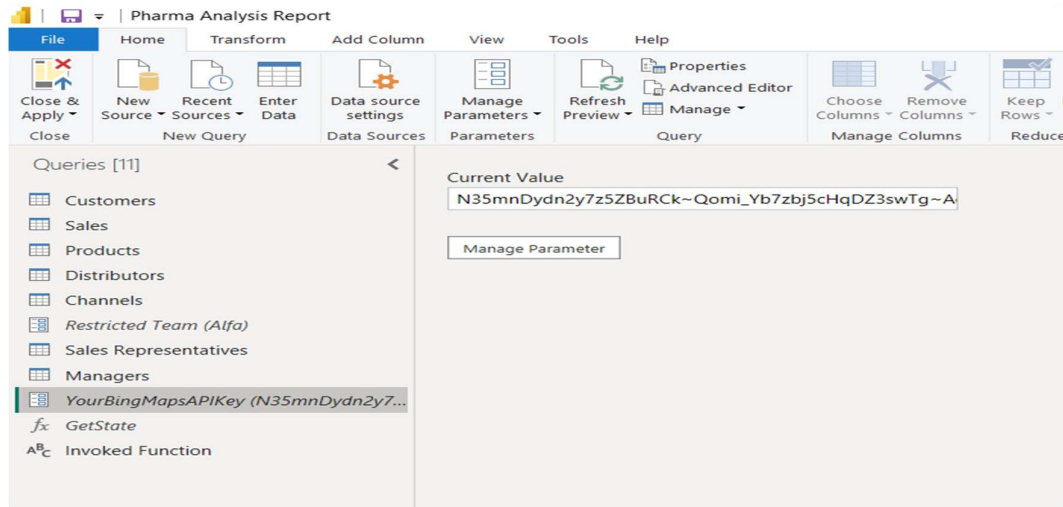 Pharma Analysis Report
File Home Transform Add Column View Tools Help
Close & Apply New Source Recent Sources Enter Data Data source settings Manage Parameters Refresh Preview Properties Advanced Editor Manage Choose Columns Remove Columns Keep Rows
Close New Query Data Sources Parameters Query Manage Columns Reduce
Queries [11]
Customers
Sales
Products
Distributors
Channels
Restricted Team (Alfa)
Sales Representatives
Managers
YourBingMapsAPIKey (N35mnDydn2y7...
fx GetState
ABC Invoked Function
Current Value
N35mnDydn2y7z5ZBuRCk~Qomi_Yb7zbj5cHqDZ3swTg~A
Manage Parameter